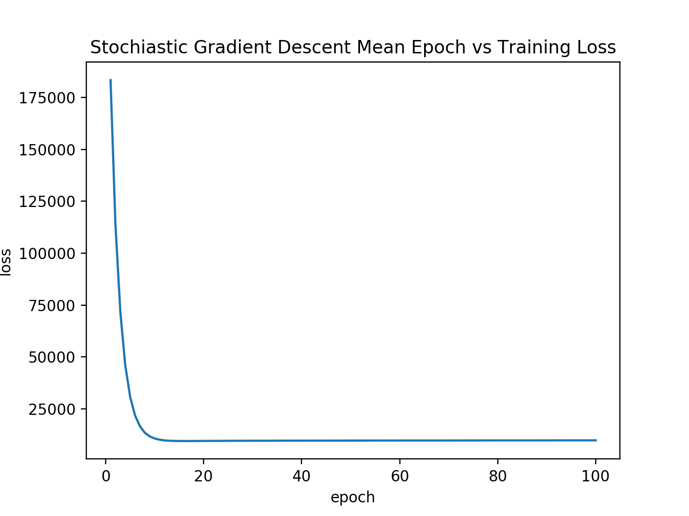 Stochiastic Gradient Descent Mean Epoch vs Training Loss
175000
150000
125000
100000
75000
50000
25000
loss
0 20 40 60 80 100
epoch